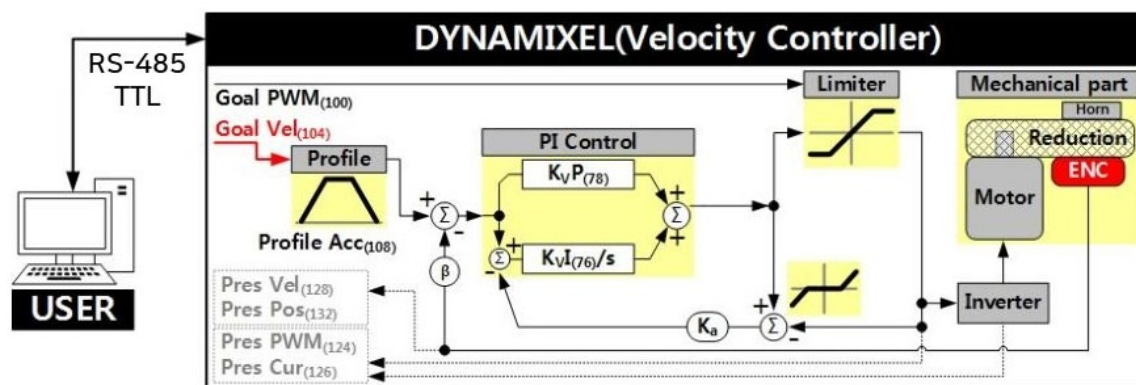 DYNAMIXEL(Velocity Controller)
RS-485
TTL
Goal PWM(100)
Limiter
Mechanical part
Horn
Goal Vel(104)
Reduction
PI Control
Profile
KVP(78)
ENC
Motor
+
Σ
-
+
Σ
+
Profile Acc(108)
+
Σ
-
KVI(76)/s
β
Pres Vel(128)
Pres Pos(132)
Inverter
USER
Ka
+
Σ
-
Pres PWM(124)
Pres Cur(126)